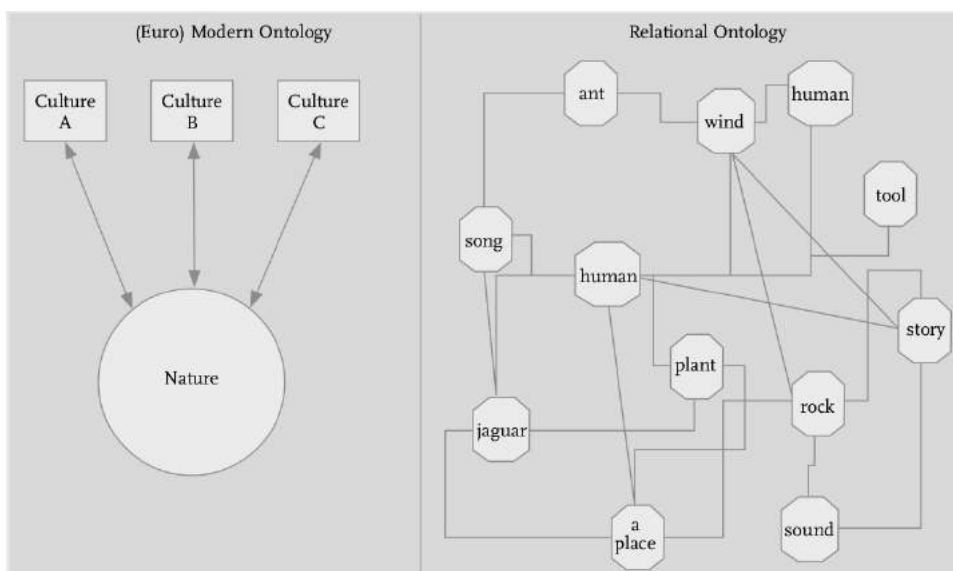 (Euro) Modern Ontology
Culture
A
Culture
B
Culture
C
Nature
Relational Ontology
ant
wind
human
tool
song
human
story
plant
rock
jaguar
a
place
sound